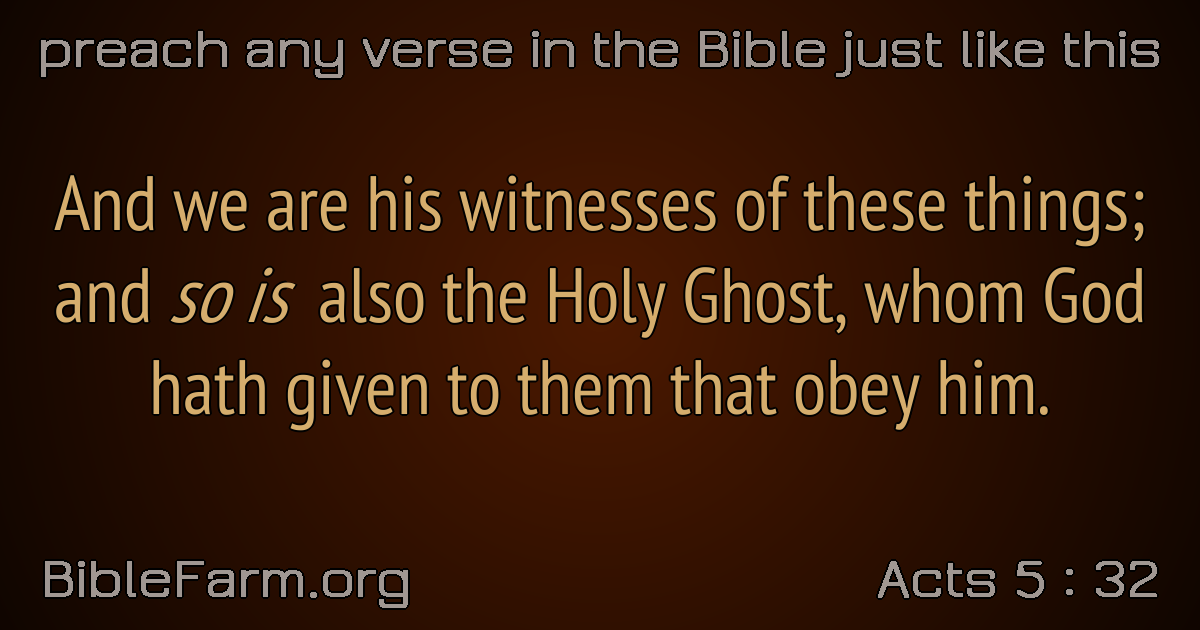 preach any verse in the Bible just like this
And we are his witnesses of these things;
and so is also the Holy Ghost, whom God
hath given to them that obey him.
BibleFarm.org
Acts 5 : 32